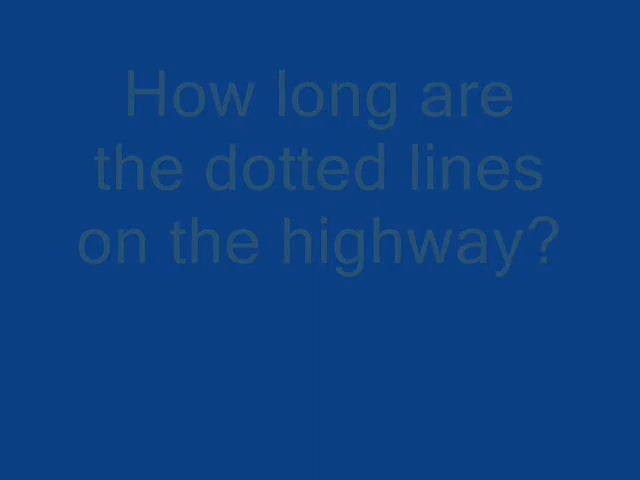 How long are
the dotted lines
on the highway?